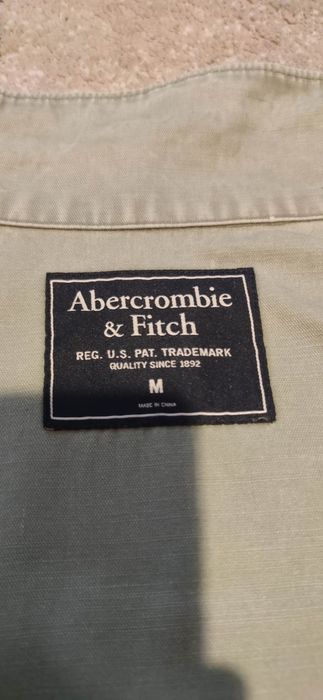 Abercrombie
& Fitch
REG. U.S. PAT. TRADEMARK
QUALITY SINCE 1892
M
MADE IN CHINA